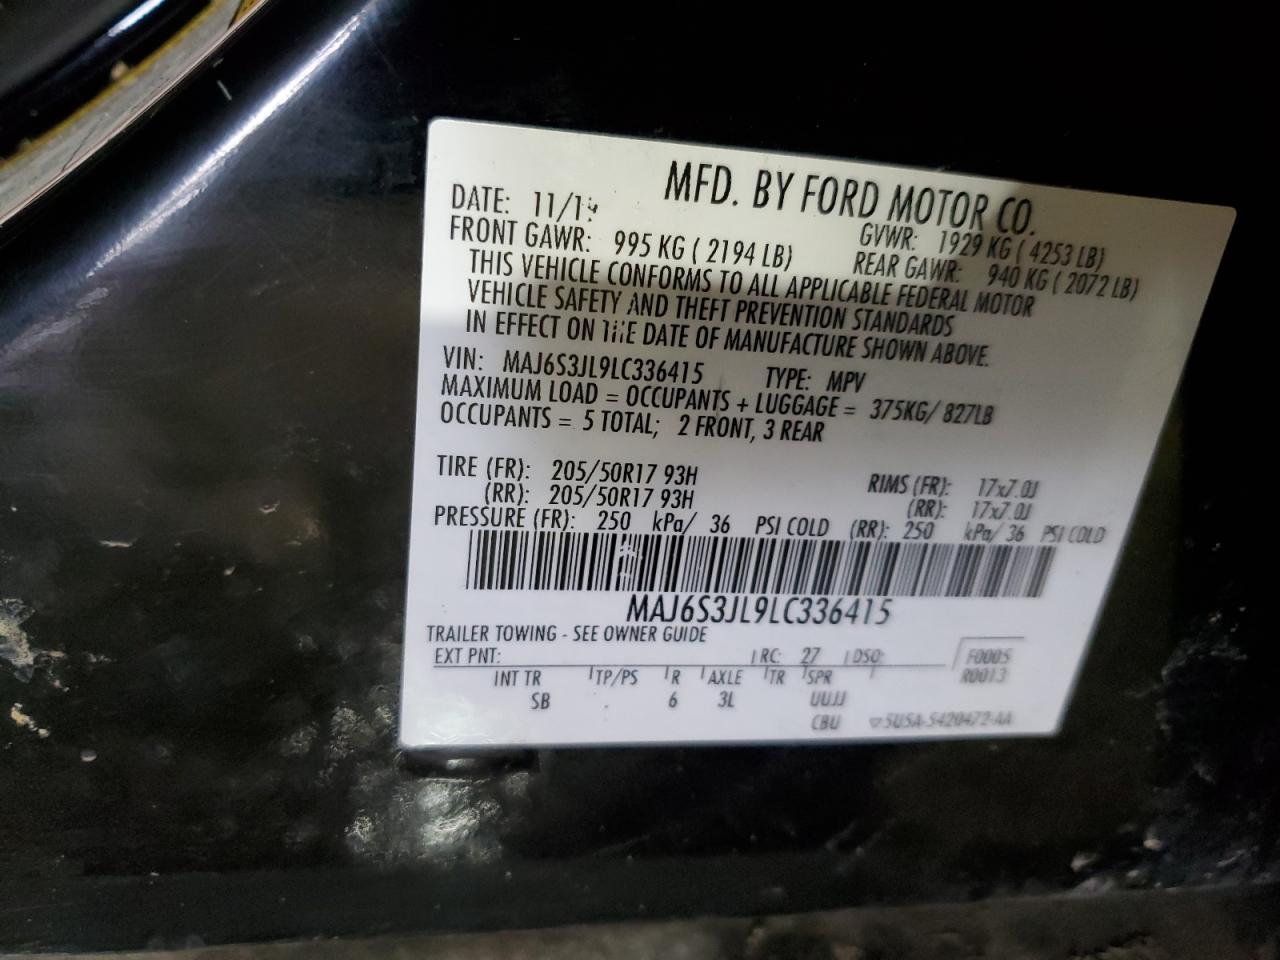 MFD. BY FORD MOTOR CO.
DATE: 11/19 GVWR: 1929 KG ( 4253 LB)
FRONT GAWR: 995 KG ( 2194 LB) REAR GAWR: 940 KG ( 2072 LB)
THIS VEHICLE CONFORMS TO ALL APPLICABLE FEDERAL MOTOR
VEHICLE SAFETY AND THEFT PREVENTION STANDARDS
IN EFFECT ON THE DATE OF MANUFACTURE SHOWN ABOVE.
VIN: MAJ6S3JL9LC336415 TYPE: MPV
MAXIMUM LOAD = OCCUPANTS + LUGGAGE = 375KG/ 827LB
OCCUPANTS = 5 TOTAL; 2 FRONT, 3 REAR
TIRE (FR): 205/50R17 93H RIMS (FR): 17x7.0J
(RR): 205/50R17 93H (RR): 17x7.0J
PRESSURE (FR): 250 kPa/ 36 PSI COLD (RR): 250 kPa/ 36 PSI COLD
MAJ6S3JL9LC336415
TRAILER TOWING - SEE OWNER GUIDE
EXT PNT: RC: 27 DSO: F0005
INT TR TP/PS R AXLE TR SPR R0013
SB 6 3L UUJJ
CBU 5U5A-5420472-AA